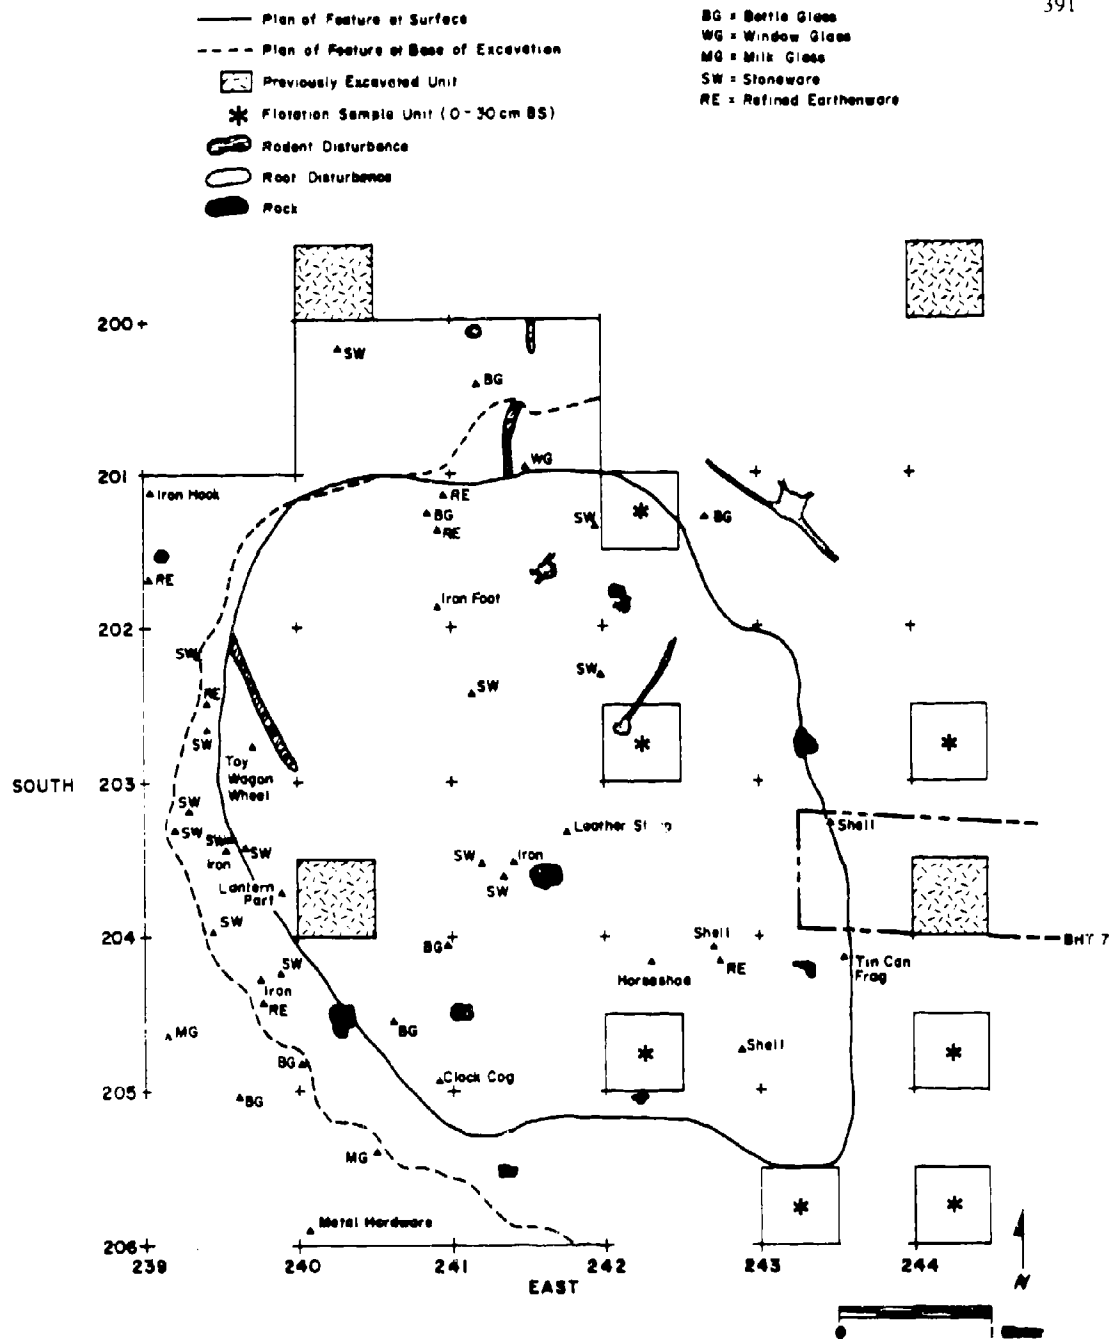 391
Plan of Feature at Surface
Plan of Feature at Base of Excavation
Previously Excavated Unit
Flotation Sample Unit (0-30cm BS)
Rodent Disturbance
Root Disturbance
Rock
BG = Bottle Glass
WG = Window Glass
MG = Milk Glass
SW = Stoneware
RE = Refined Earthenware
200
SW
BG
WG
201
Iron Hook
RE
BG
RE
SW
BG
RE
Iron Foot
202
SW
SW
SW
RE
SW
Toy
Wagon
Wheel
SOUTH
203
SW
SW
SW
Iron
SW
Leather
Shell
SW
Iron
SW
Lantern
Part
SW
204
BG
Shell
RE
Horseshoe
Tin Can
Frag
BHT 7
SW
Iron
RE
MG
BG
BG
Shell
Clock Cog
205
BG
MG
Metal Hardware
206
239
240
241
242
243
244
EAST
N
0
1